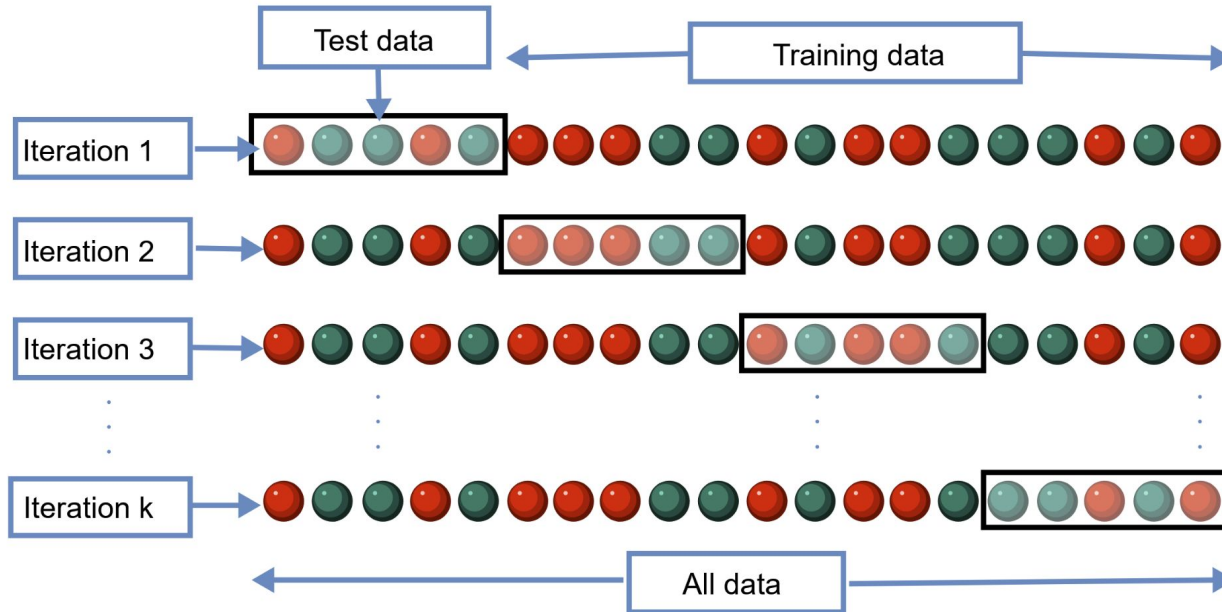 Test data
Training data
Iteration 1
Iteration 2
Iteration 3
Iteration k
All data